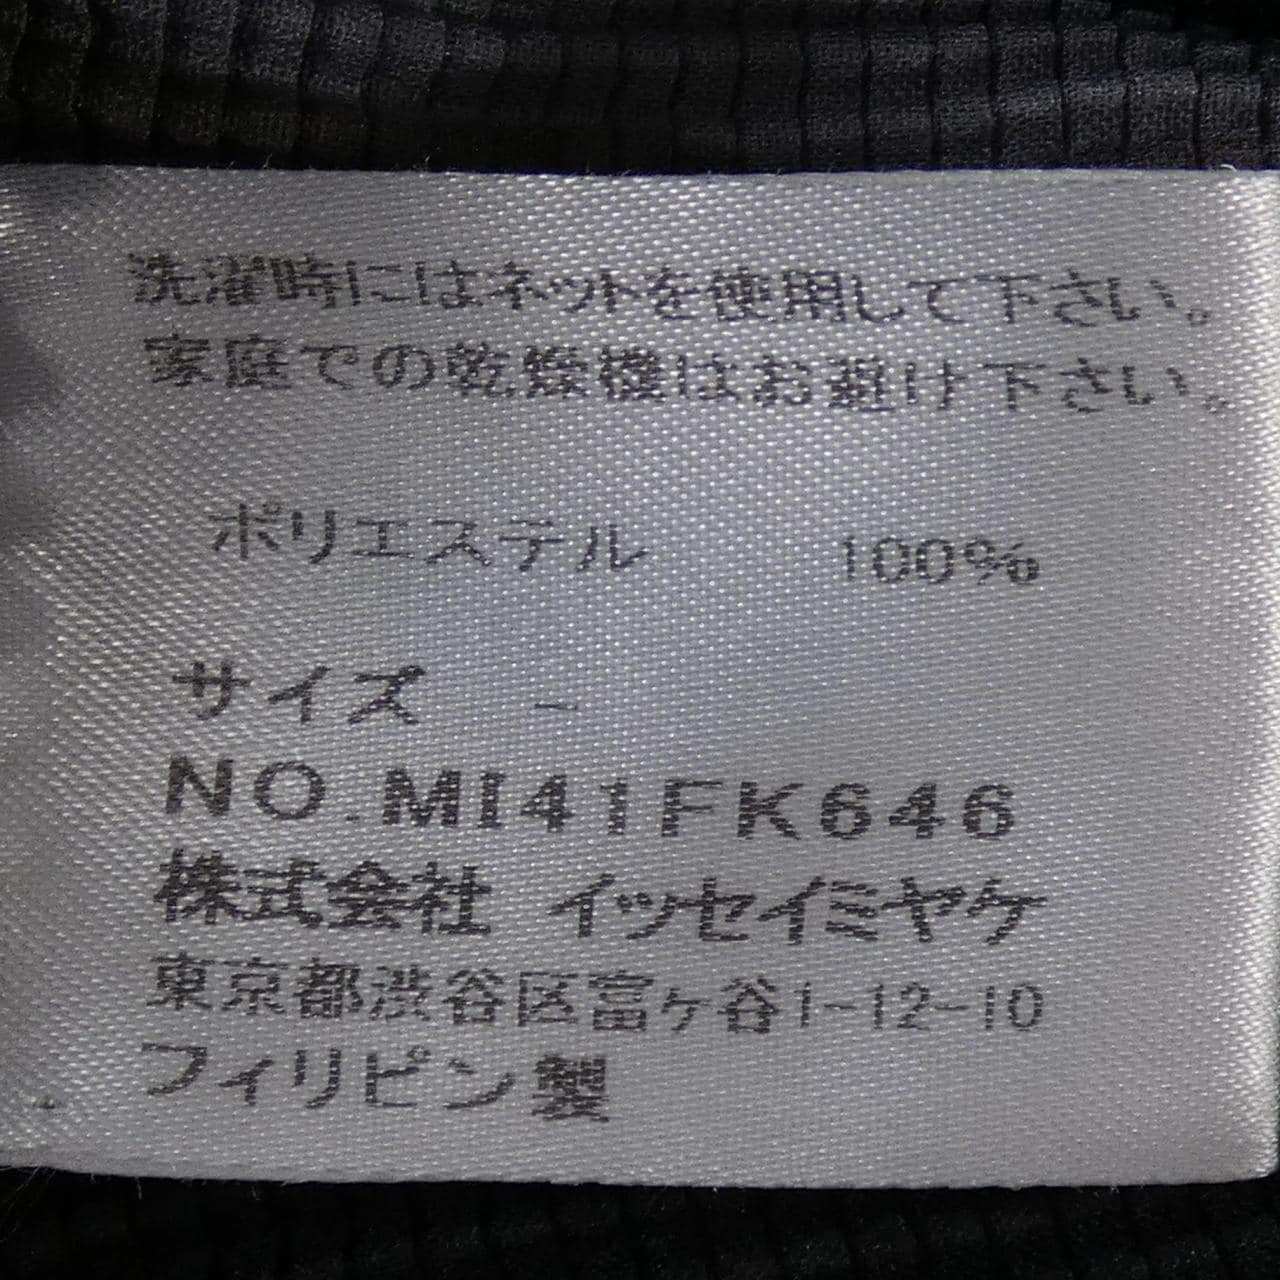 洗濯時にはネットを使用して下さい。
家庭での乾燥機はお避け下さい。
ポリエステル 100%
サイズ -
NO.MI41FK646
株式会社 イッセイミヤケ
東京都渋谷区富ヶ谷1-12-10
フィリピン製